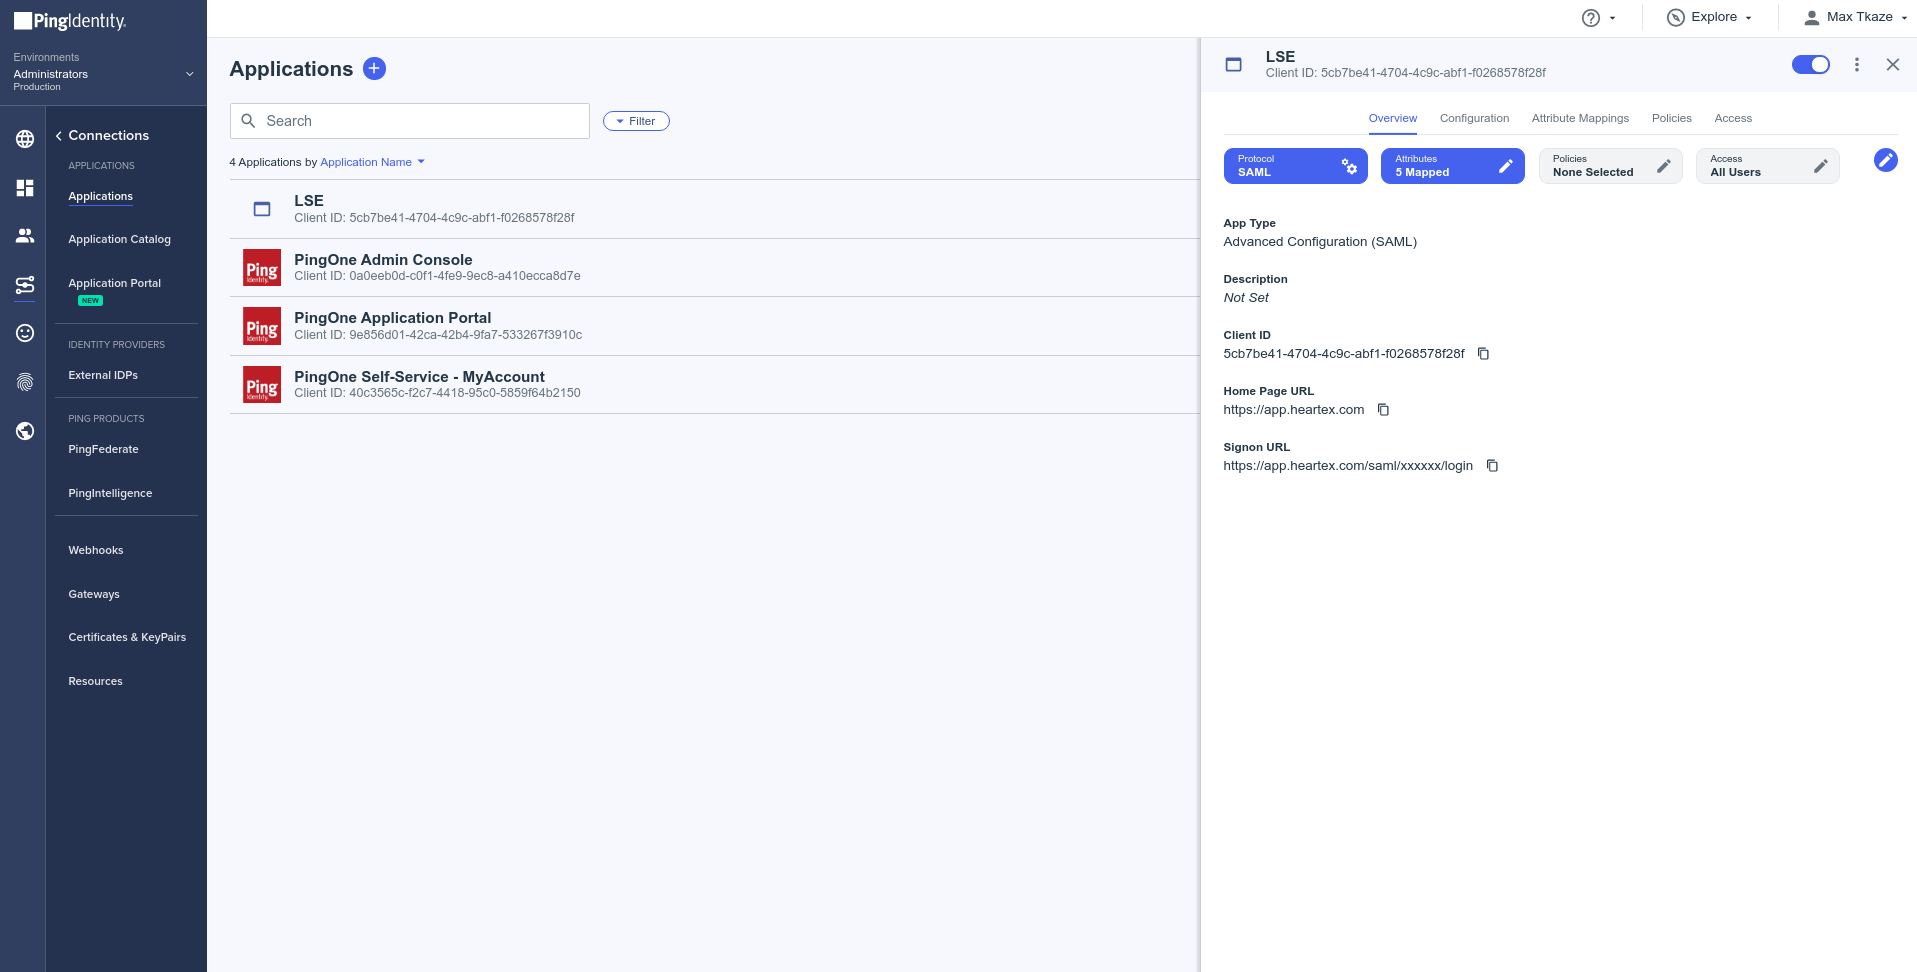 PingIdentity.
Environments
Administrators
Production
Connections
APPLICATIONS
Applications
Application Catalog
Application Portal
NEW
IDENTITY PROVIDERS
External IDPs
PING PRODUCTS
PingFederate
PingIntelligence
Webhooks
Gateways
Certificates & KeyPairs
Resources
Explore
Max Tkaze
Applications
Search
Filter
4 Applications by Application Name
LSE
Client ID: 5cb7be41-4704-4c9c-abf1-f0268578f28f
Ping
Identity.
PingOne Admin Console
Client ID: 0a0eeb0d-c0f1-4fe9-9ec8-a410ecca8d7e
Ping
Identity.
PingOne Application Portal
Client ID: 9e856d01-42ca-42b4-9fa7-533267f3910c
Ping
Identity.
PingOne Self-Service - MyAccount
Client ID: 40c3565c-f2c7-4418-95c0-5859f64b2150
LSE
Client ID: 5cb7be41-4704-4c9c-abf1-f0268578f28f
Overview Configuration Attribute Mappings Policies Access
Protocol
SAML
Attributes
5 Mapped
Policies
None Selected
Access
All Users
App Type
Advanced Configuration (SAML)
Description
Not Set
Client ID
5cb7be41-4704-4c9c-abf1-f0268578f28f
Home Page URL
https://app.heartex.com
Signon URL
https://app.heartex.com/saml/xxxxxx/login